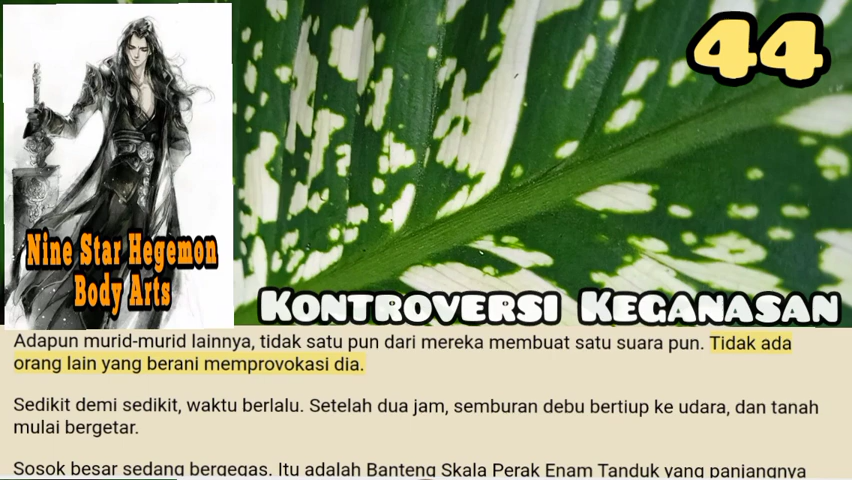 44
Nine Star Hegemon
Body Arts
Kontroversi Keganasan
Adapun murid-murid lainnya, tidak satu pun dari mereka membuat satu suara pun. Tidak ada
orang lain yang berani memprovokasi dia.
Sedikit demi sedikit, waktu berlalu. Setelah dua jam, semburan debu bertiup ke udara, dan tanah
mulai bergetar.
Sosok besar sedang bergegas. Itu adalah Banteng Skala Perak Enam Tanduk yang panjangnya